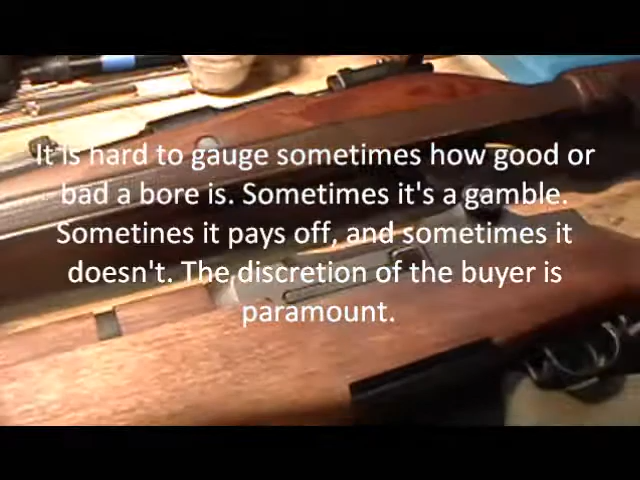 It is hard to gauge sometimes how good or
bad a bore is. Sometimes it's a gamble.
Sometines it pays off, and sometimes it
doesn't. The discretion of the buyer is
paramount.